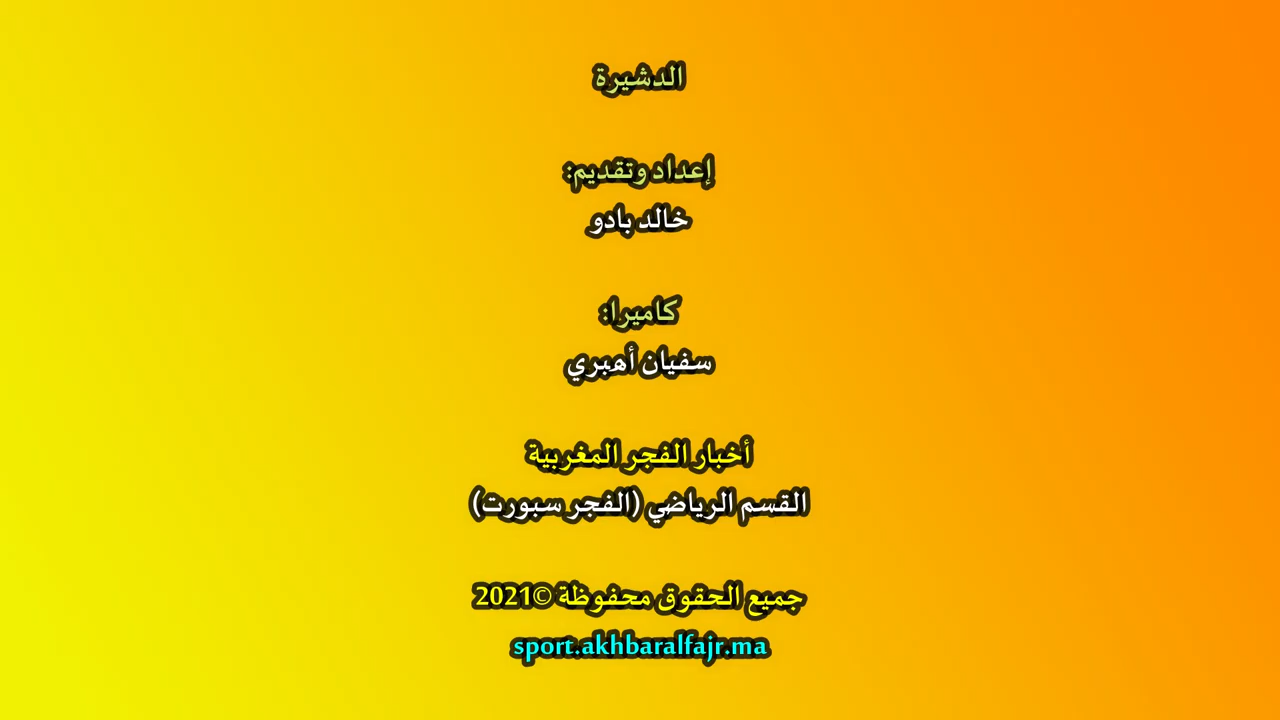 الدشيرة
إعداد وتقديم:
خالد بادو
كاميرا:
سفيان أهبري
أخبار الفجر المغربية
القسم الرياضي (الفجر سبورت)
جميع الحقوق محفوظة ©2021
sport.akhbaralfajr.ma